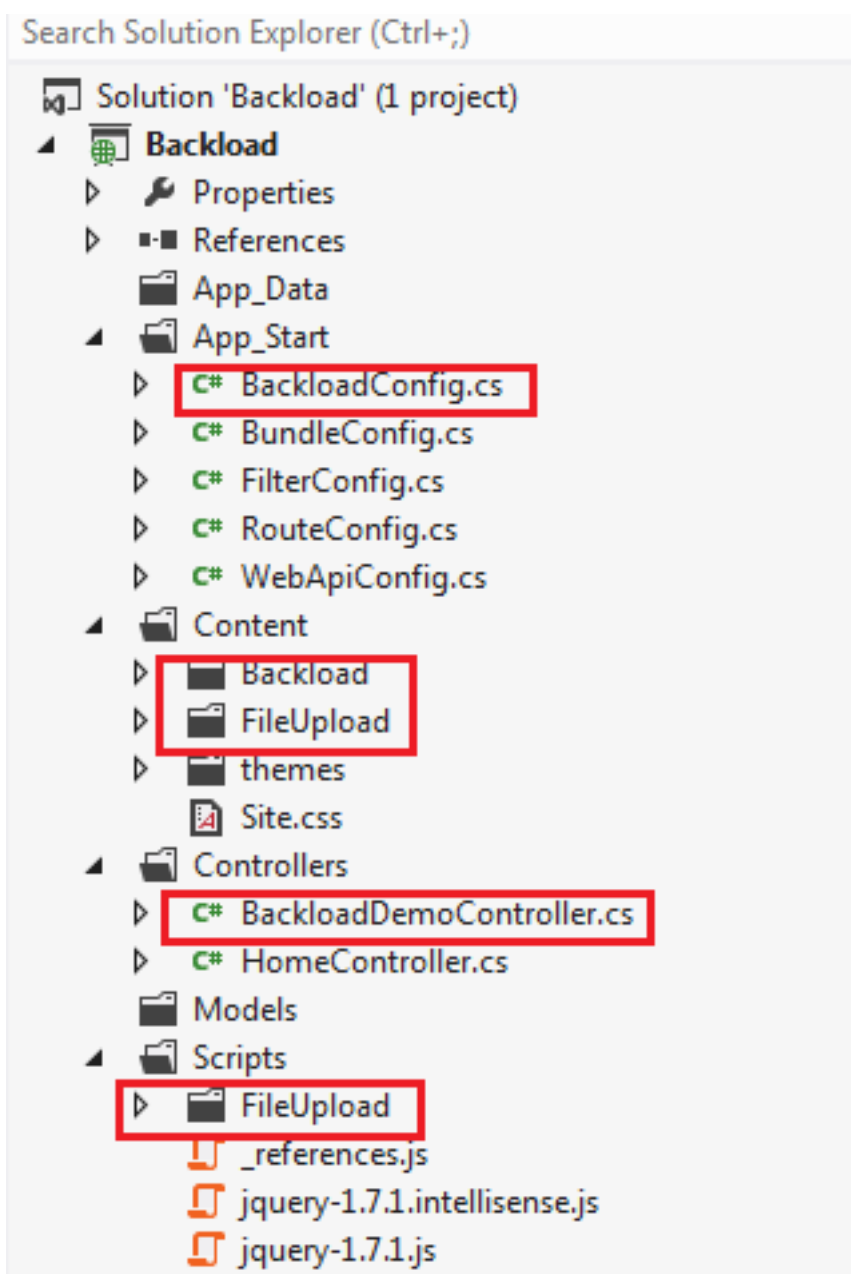 Search Solution Explorer (Ctrl+;)
Solution 'Backload' (1 project)
Backload
Properties
References
App_Data
App_Start
C# BackloadConfig.cs
C# BundleConfig.cs
C# FilterConfig.cs
C# RouteConfig.cs
C# WebApiConfig.cs
Content
Backload
FileUpload
themes
Site.css
Controllers
C# BackloadDemoController.cs
C# HomeController.cs
Models
Scripts
FileUpload
_references.js
jquery-1.7.1.intellisense.js
jquery-1.7.1.js